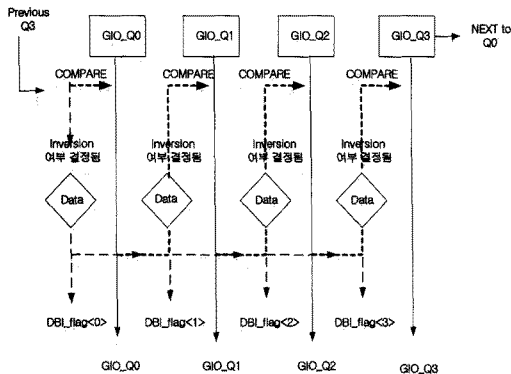 Previous
Q3
GIO_Q0
GIO_Q1
GIO_Q2
GIO_Q3
NEXT to
Q0
COMPARE
COMPARE
COMPARE
COMPARE
Inversion
여부 결정됨
Inversion
여부 결정됨
Inversion
여부 결정됨
Inversion
여부 결정됨
Data
Data
Data
Data
DBI_flag<0>
DBI_flag<1>
DBI_flag<2>
DBI_flag<3>
GIO_Q0
GIO_Q1
GIO_Q2
GIO_Q3